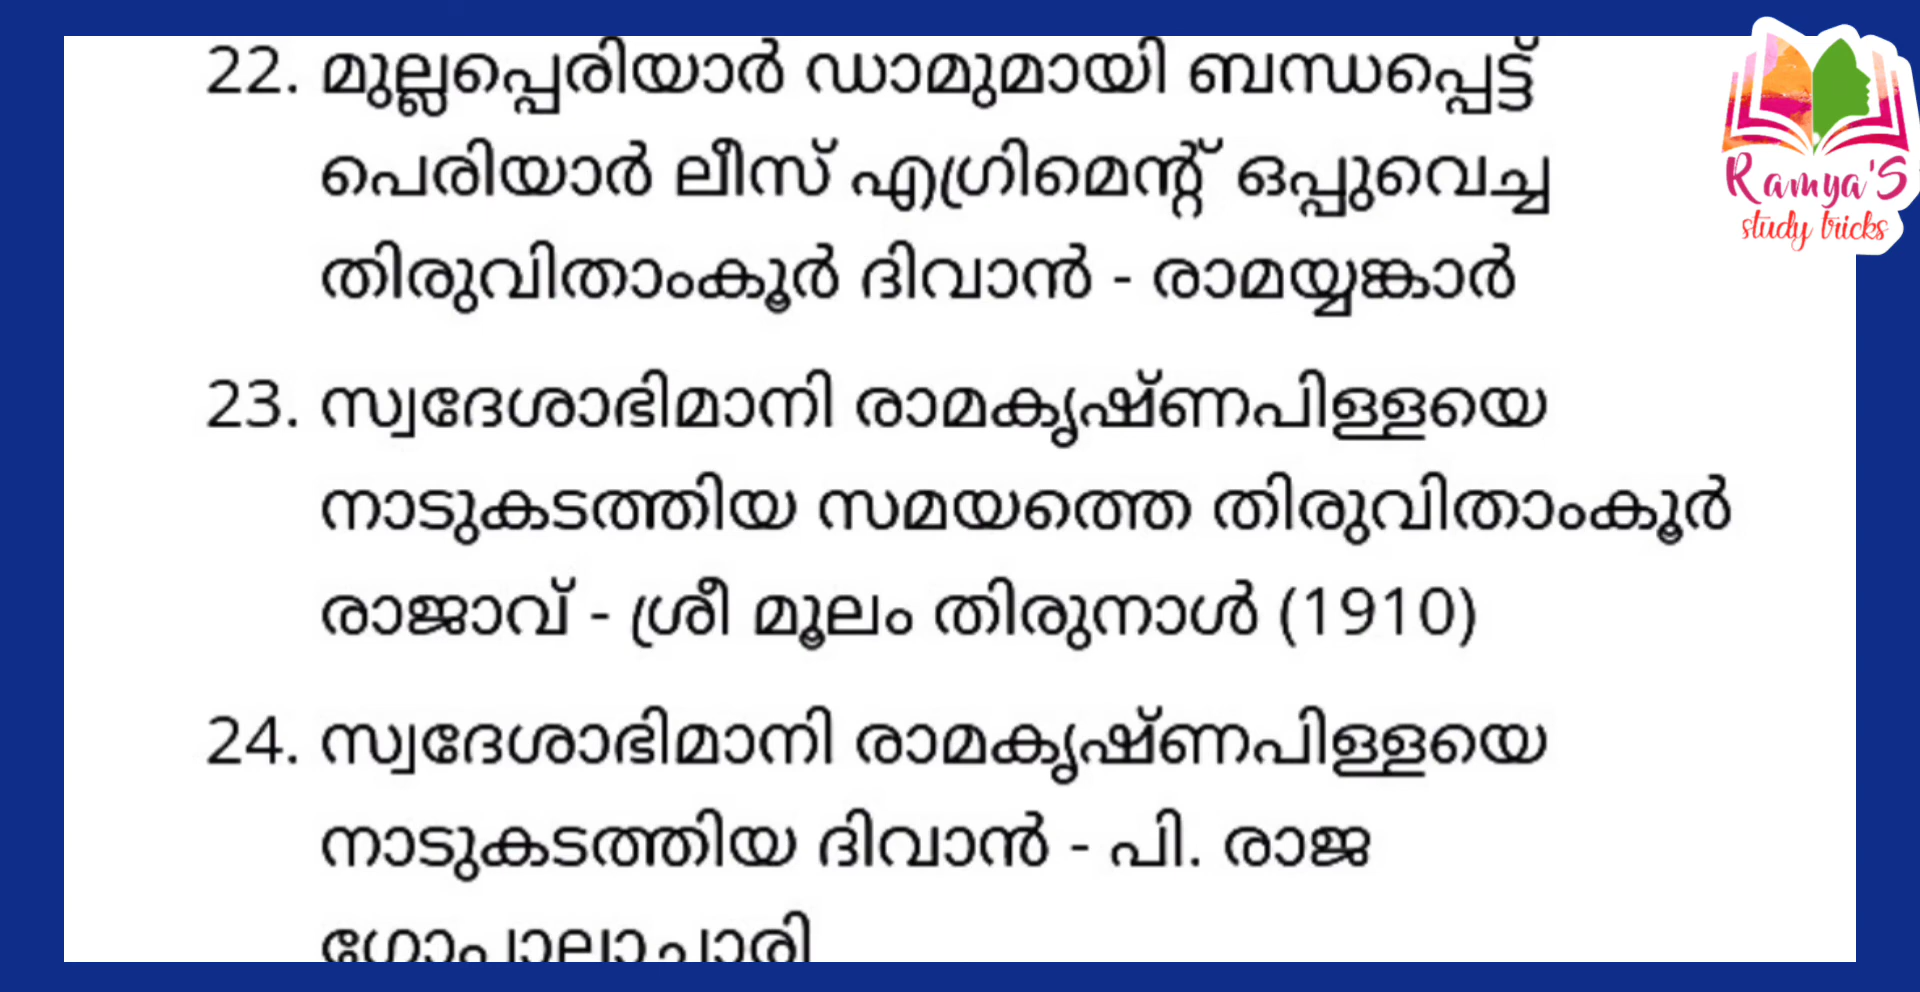 22. മുല്ലപ്പെരിയാർ ഡാമുമായി ബന്ധപ്പെട്ട്
പെരിയാർ ലീസ് എഗ്രിമെന്റ് ഒപ്പുവെച്ച
തിരുവിതാംകൂർ ദിവാൻ - രാമയ്യങ്കാർ
23. സ്വദേശാഭിമാനി രാമകൃഷ്ണപിള്ളയെ
നാടുകടത്തിയ സമയത്തെ തിരുവിതാംകൂർ
രാജാവ് - ശ്രീ മൂലം തിരുനാൾ (1910)
24. സ്വദേശാഭിമാനി രാമകൃഷ്ണപിള്ളയെ
നാടുകടത്തിയ ദിവാൻ - പി. രാജ
ഗോപാലാചാരി
Ramya'S
study tricks